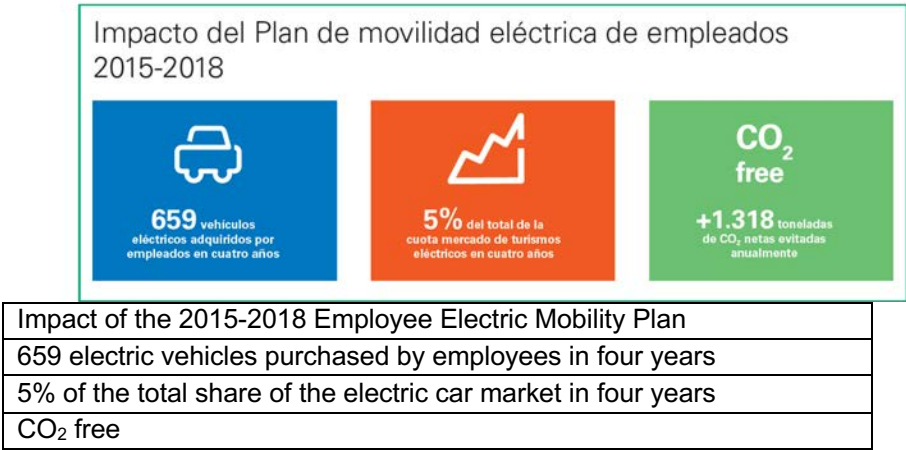 Impacto del Plan de movilidad eléctrica de empleados
2015-2018
659 vehículos
eléctricos adquiridos por
empleados en cuatro años
5% del total de la
cuota mercado de turismos
eléctricos en cuatro años
CO₂
free
+1.318 toneladas
de CO₂ netas evitadas
anualmente
Impact of the 2015-2018 Employee Electric Mobility Plan
659 electric vehicles purchased by employees in four years
5% of the total share of the electric car market in four years
CO₂ free